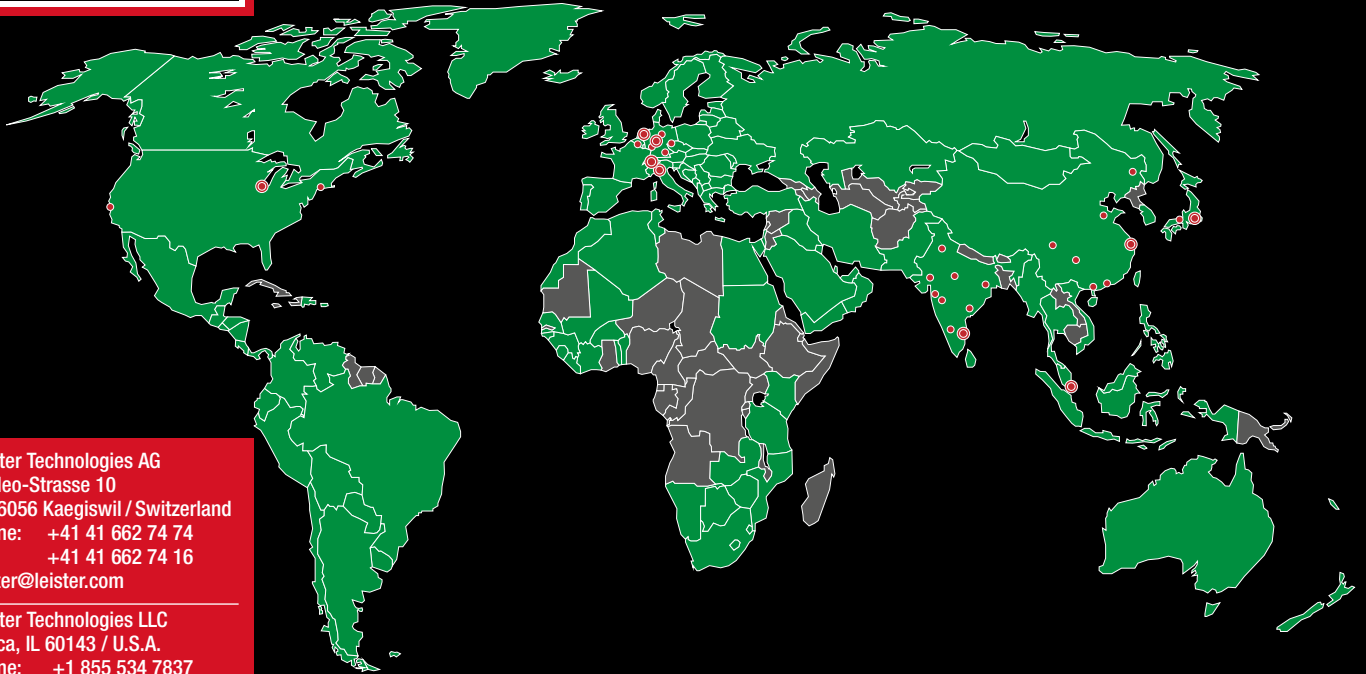 ter Technologies AG
leo-Strasse 10
6056 Kaegiswil / Switzerland
ne: +41 41 662 74 74
+41 41 662 74 16
ter@leister.com
ter Technologies LLC
ca, IL 60143 / U.S.A.
ne: +1 855 534 7837